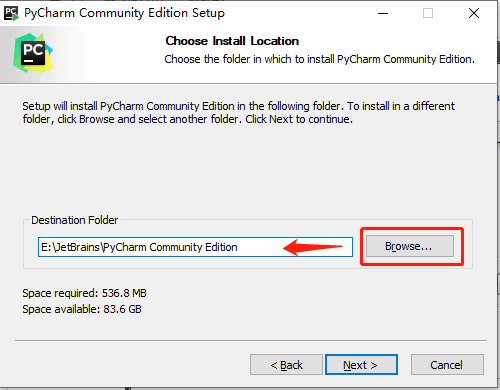 PC PyCharm Community Edition Setup
PC
Choose Install Location
Choose the folder in which to install PyCharm Community Edition.
Setup will install PyCharm Community Edition in the following folder. To install in a different
folder, click Browse and select another folder. Click Next to continue.
Destination Folder
E:\JetBrains\PyCharm Community Edition
Browse...
Space required: 536.8 MB
Space available: 83.6 GB
< Back
Next >
Cancel